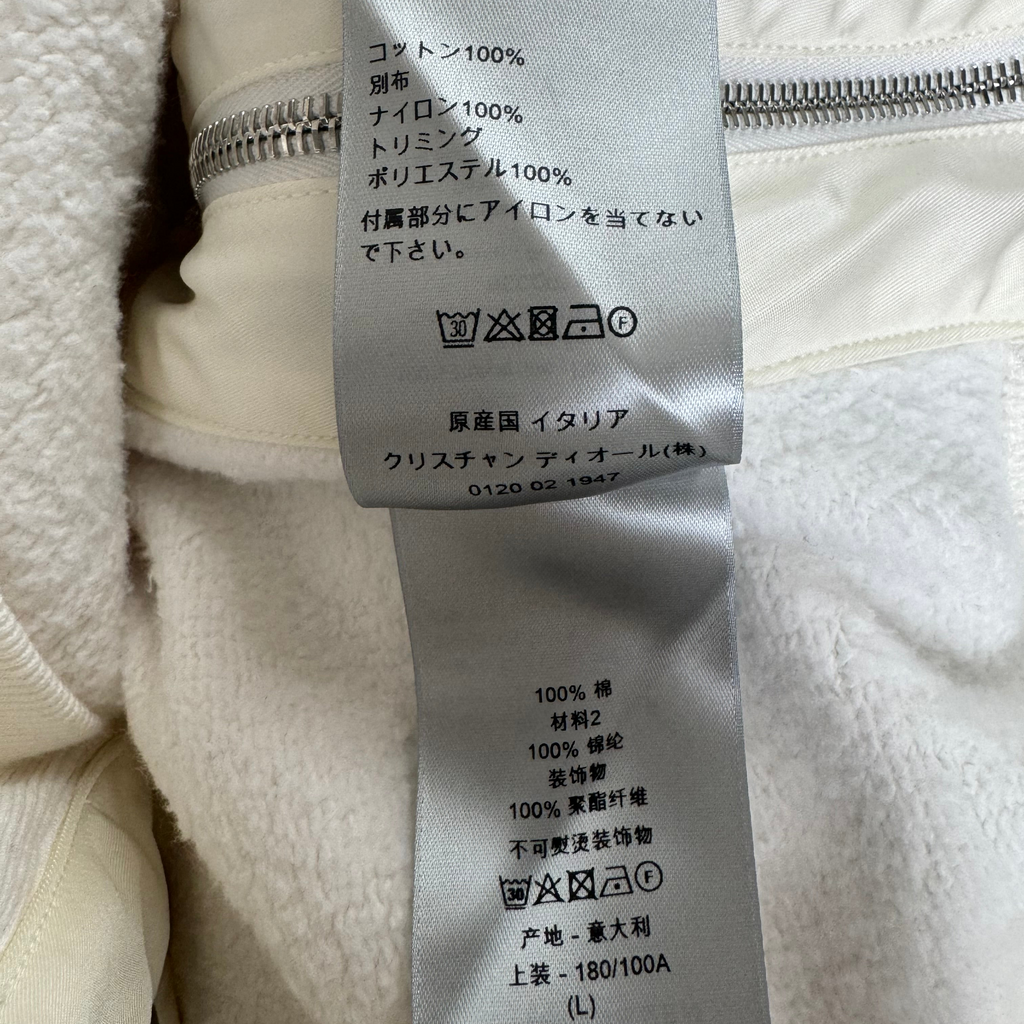 コットン100%
別布
ナイロン100%
トリミング
ポリエステル100%
付属部分にアイロンを当てない
で下さい。
30 F
原産国 イタリア
クリスチャン ディオール(株)
0120 02 1947
100% 棉
材料2
100% 锦纶
装饰物
100% 聚酯纤维
不可熨烫装饰物
30 F
产地 - 意大利
上装 - 180/100A
(L)